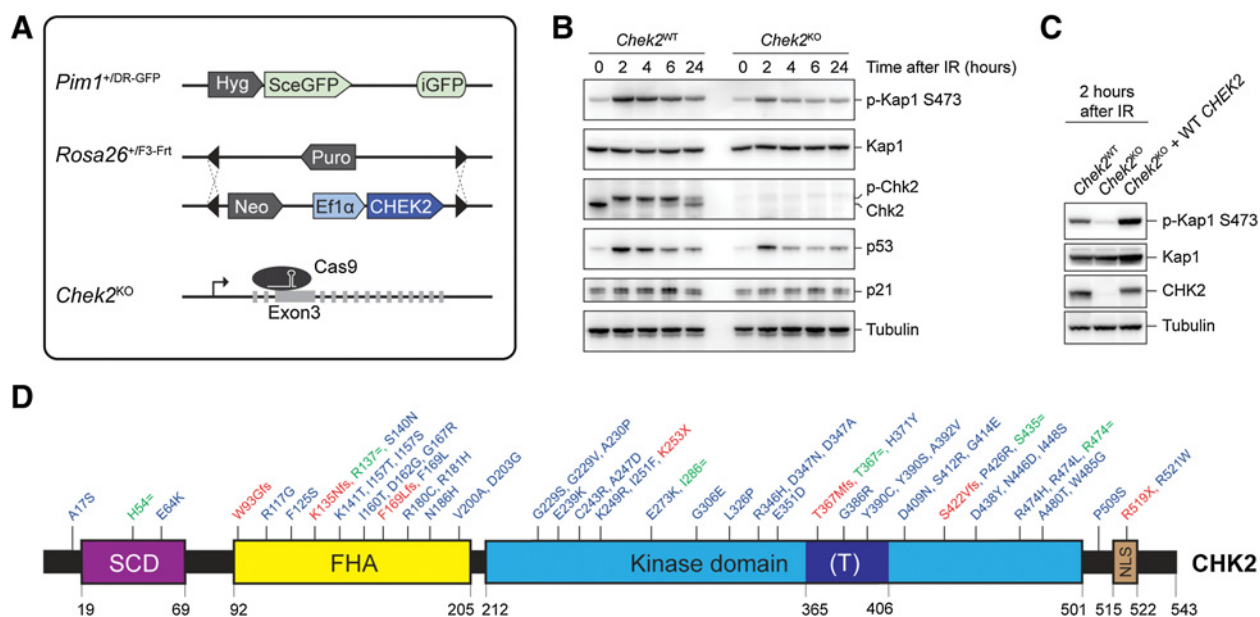 A
Pim1+/DR-GFP
Hyg
SceGFP
iGFP
Rosa26+/F3-Frt
Puro
Neo
Ef1α
CHEK2
Chek2KO
Cas9
Exon3
B
Chek2WT
Chek2KO
0 2 4 6 24 0 2 4 6 24 Time after IR (hours)
p-Kap1 S473
Kap1
p-Chk2
Chk2
p53
p21
Tubulin
C
2 hours
after IR
Chek2WT
Chek2KO
Chek2KO + WT CHEK2
p-Kap1 S473
Kap1
CHK2
Tubulin
D
A17S
H54=
E64K
W93Gfs
R117G
F125S
K135Nfs, R137=, S140N
K141T, I157T, I157S
I160T, D162G, G167R
F169Lfs, F169L
R180C, R181H
N186H
V200A, D203G
G229S, G229V, A230P
E239K
C243R, A247D
K249R, I251F, K253X
E273K, I286=
G306E
L326P
R346H, D347N, D347A
E351D
T367Mfs, T367=, H371Y
G386R
Y390C, Y390S, A392V
D409N, S412R, G414E
S422Vfs, P426R, S435=
D438Y, N446D, I448S
R474H, R474L, R474=
A480T, W485G
P509S
R519X, R521W
SCD
FHA
Kinase domain
(T)
NLS
CHK2
19 69 92 205 212 365 406 501 515 522 543